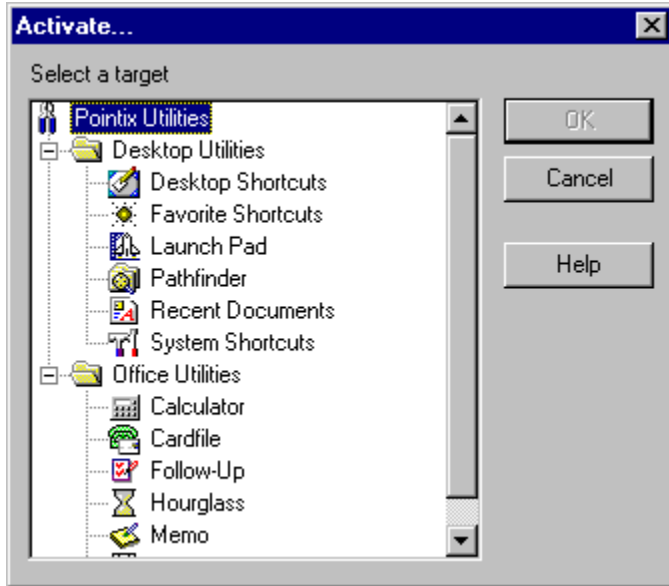 Activate...
Select a target
Pointix Utilities
Desktop Utilities
Desktop Shortcuts
Favorite Shortcuts
Launch Pad
Pathfinder
Recent Documents
System Shortcuts
Office Utilities
Calculator
Cardfile
Follow-Up
Hourglass
Memo
OK
Cancel
Help